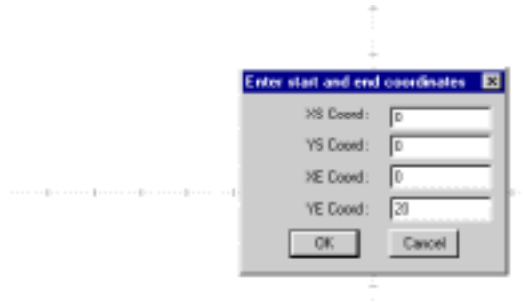 Enter start and end coordinates
XS Coord: 0
YS Coord: 0
XE Coord: 0
YE Coord: 20
OK Cancel